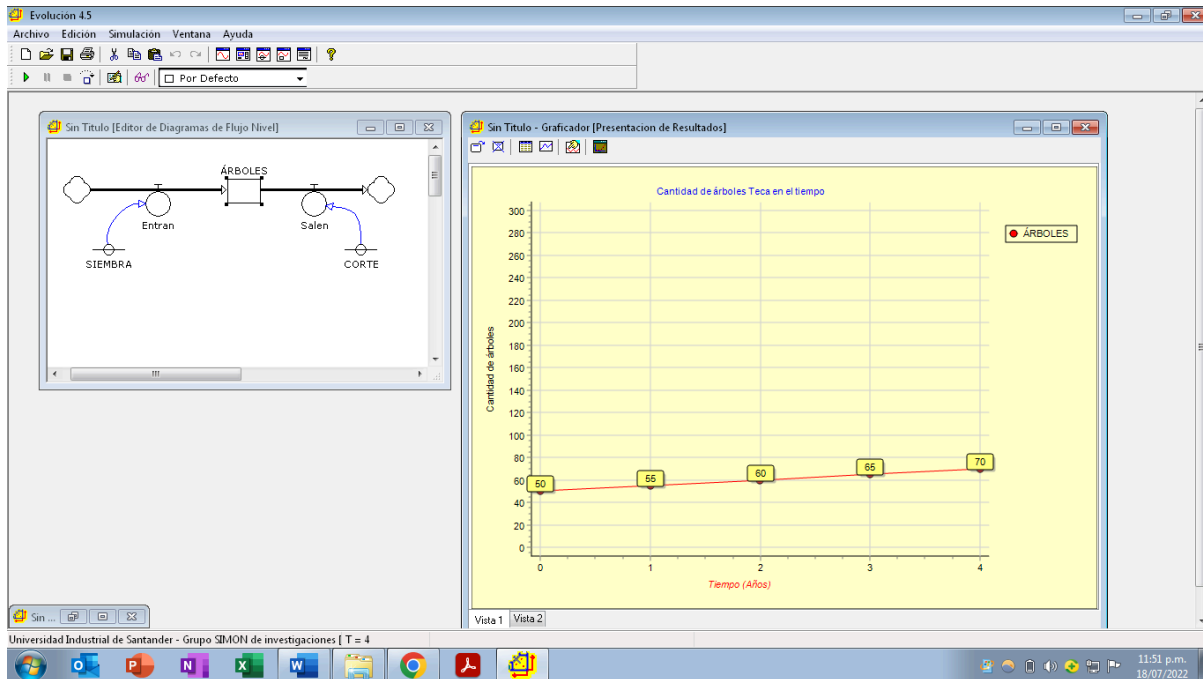 Evolución 4.5
Archivo Edición Simulación Ventana Ayuda
Por Defecto
Sin Titulo [Editor de Diagramas de Flujo Nivel]
ÁRBOLES
Entran
Salen
SIEMBRA
CORTE
Sin Titulo - Graficador [Presentacion de Resultados]
Cantidad de árboles Teca en el tiempo
ÁRBOLES
Cantidad de árboles
300
280
260
240
220
200
180
160
140
120
100
80
60
40
20
0
50
55
60
65
70
0 1 2 3 4
Tiempo (Años)
Vista 1 Vista 2
Sin ...
Universidad Industrial de Santander - Grupo SIMON de investigaciones [ T = 4
11:51 p.m.
18/07/2022